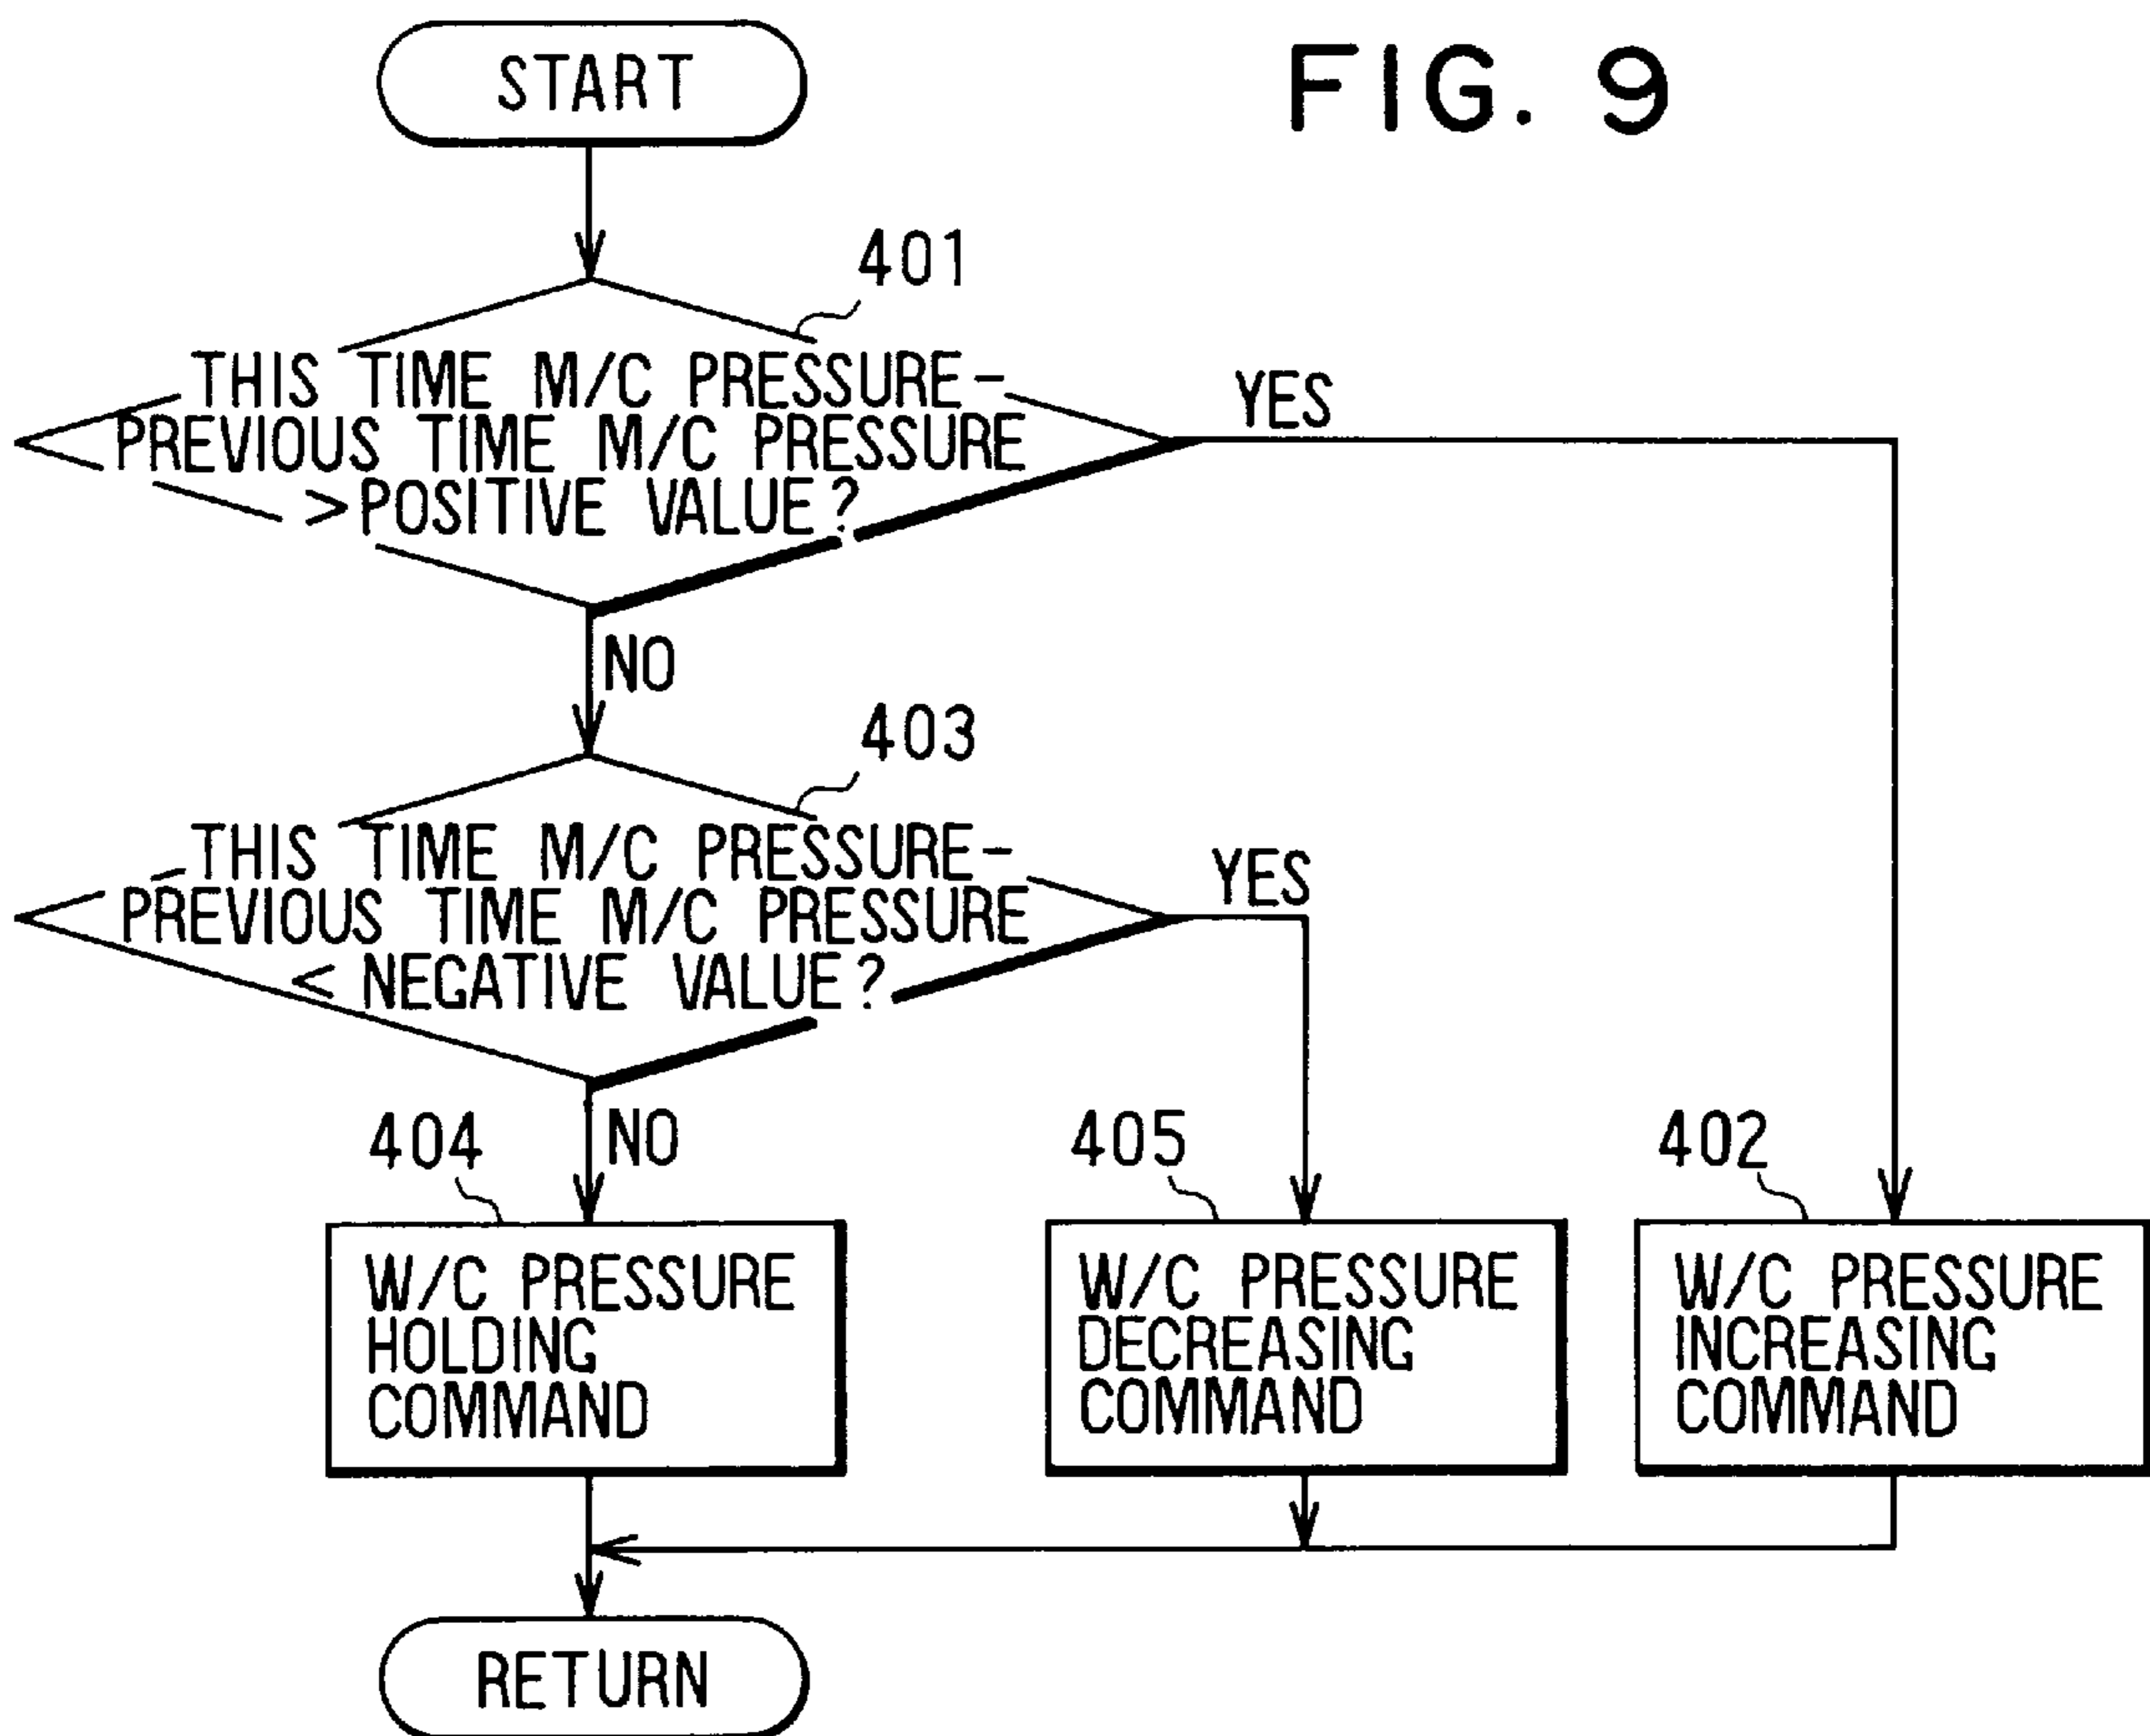 FIG. 9
START
401
THIS TIME M/C PRESSURE-
PREVIOUS TIME M/C PRESSURE
>POSITIVE VALUE?
YES
NO
403
THIS TIME M/C PRESSURE-
PREVIOUS TIME M/C PRESSURE
< NEGATIVE VALUE?
YES
NO
404
W/C PRESSURE
HOLDING
COMMAND
405
W/C PRESSURE
DECREASING
COMMAND
402
W/C PRESSURE
INCREASING
COMMAND
RETURN